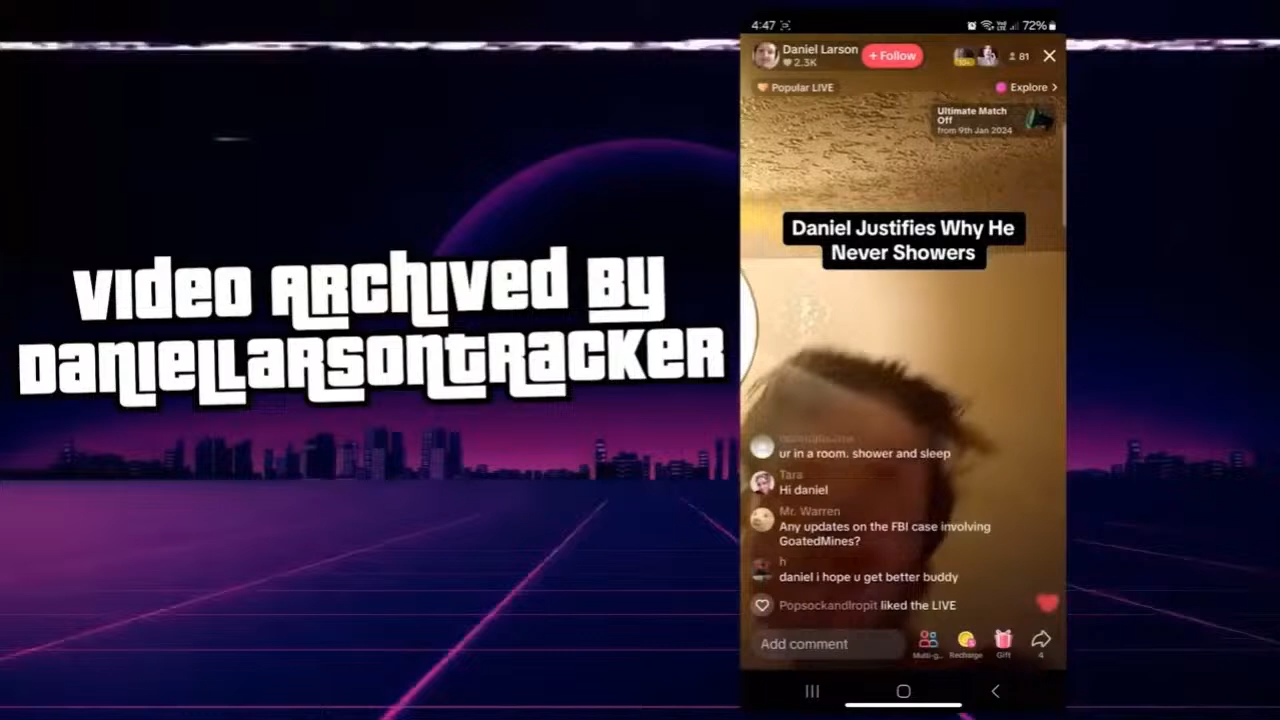 Video Archived By
DanielLarsonTracker
4:47
72%
Daniel Larson
2.3K
+ Follow
81
Popular LIVE
Explore >
Ultimate Match
Off
from 9th Jan 2024
Daniel Justifies Why He
Never Showers
ur in a room. shower and sleep
Tara
Hi daniel
Mr. Warren
Any updates on the FBI case involving
GoatedMines?
h
daniel i hope u get better buddy
Popsockandlropit liked the LIVE
Add comment
Multi-g...
Recharge
Gift
4